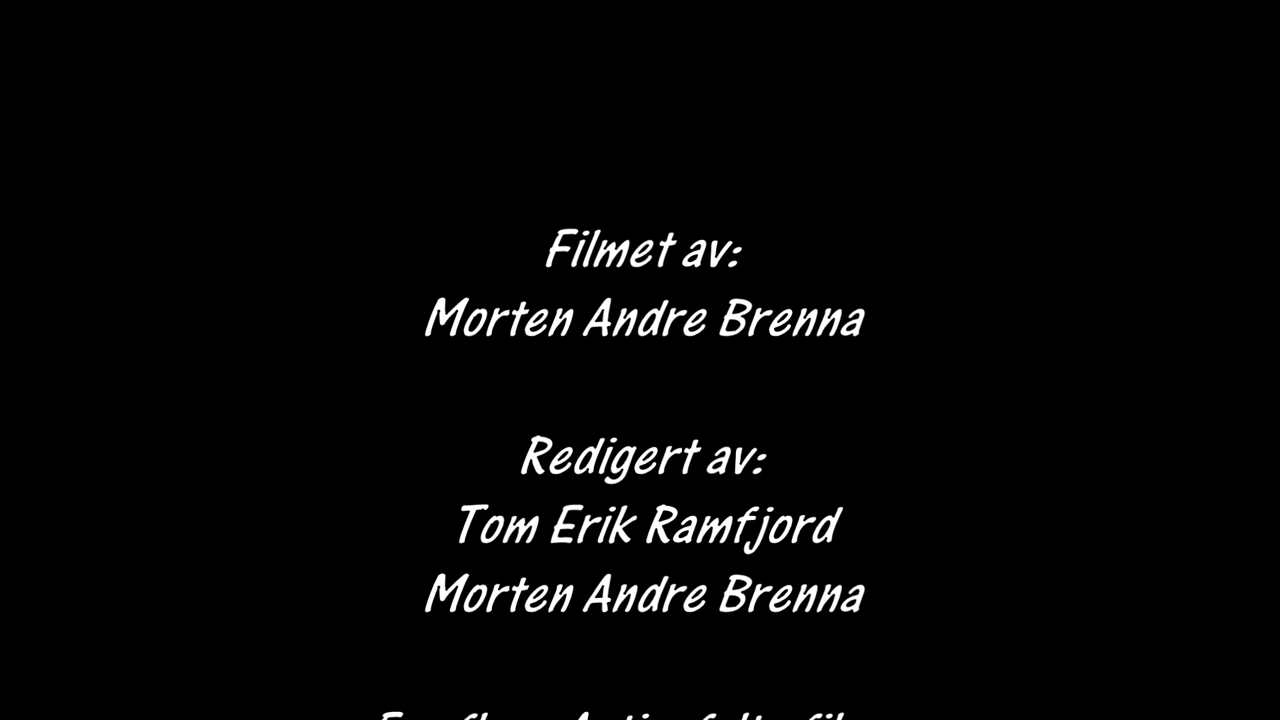 Filmet av:
Morten Andre Brenna
Redigert av:
Tom Erik Ramfjord
Morten Andre Brenna